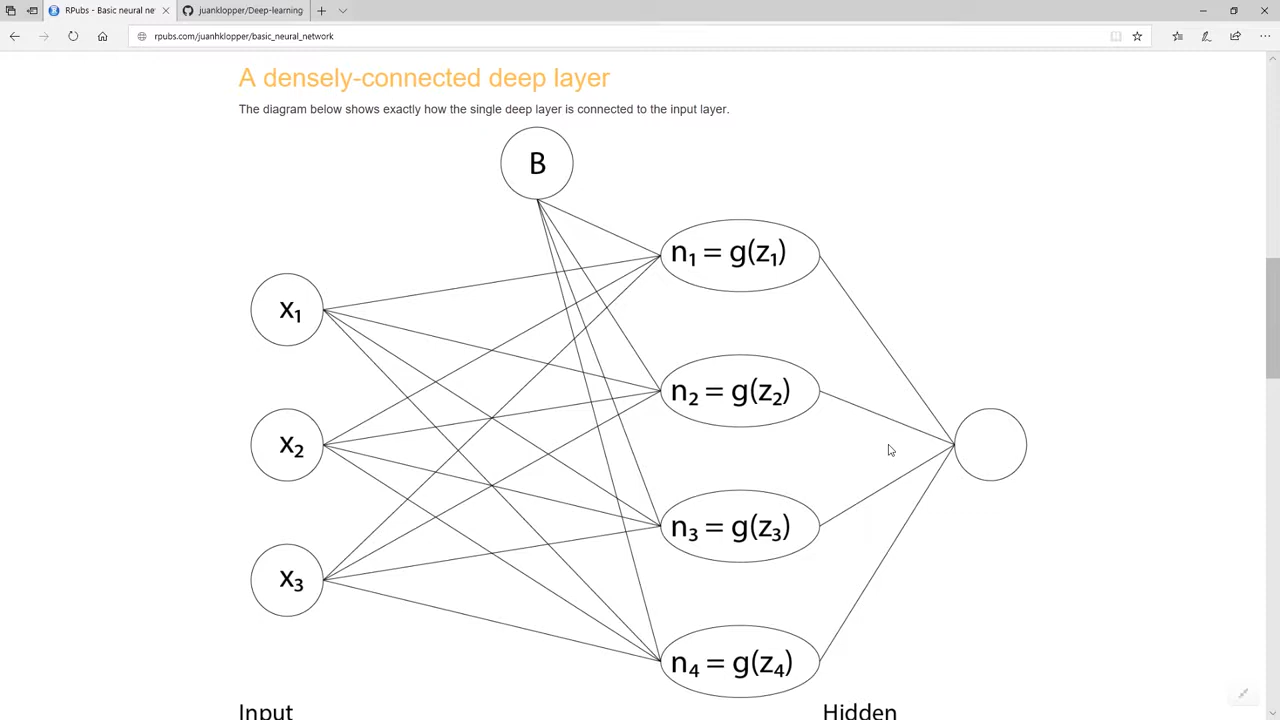 RPubs - Basic neural ne
juanklopper/Deep-learning
rpubs.com/juanhklopper/basic_neural_network
A densely-connected deep layer
The diagram below shows exactly how the single deep layer is connected to the input layer.
B
n₁ = g(z₁)
x₁
n₂ = g(z₂)
x₂
n₃ = g(z₃)
x₃
n₄ = g(z₄)
Input
Hidden